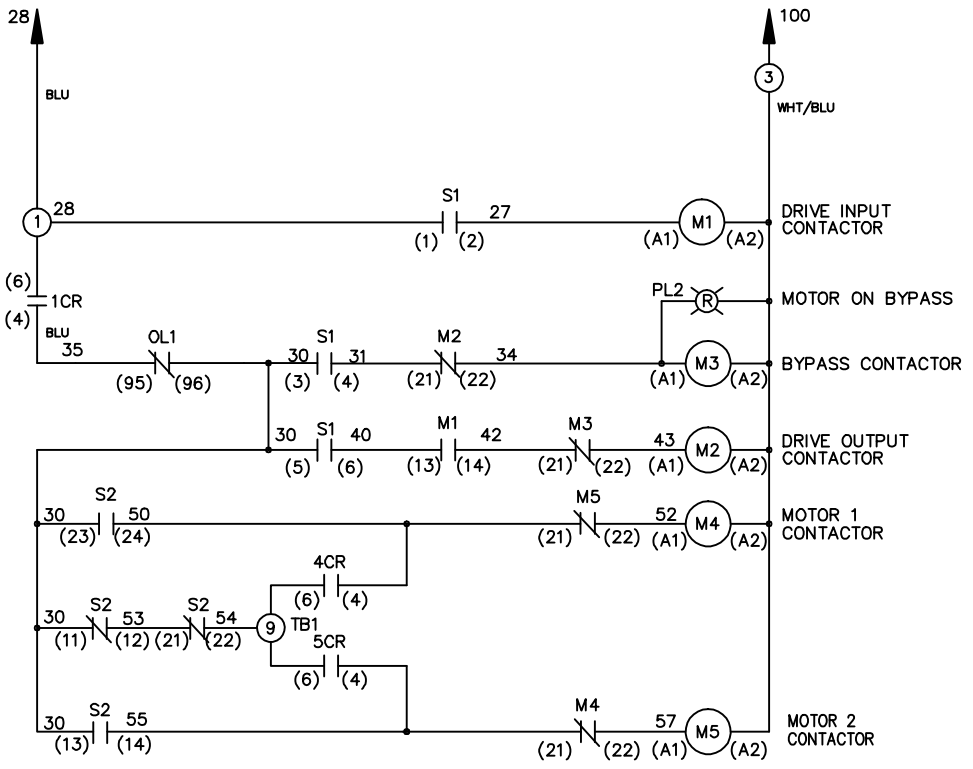 28
100
3
BLU
WHT/BLU
S1
1
28
27
M1
DRIVE INPUT
CONTACTOR
(1)
(2)
(A1)
(A2)
(6)
1CR
(4)
PL2
R
MOTOR ON BYPASS
BLU
35
OL1
(95)
(96)
30
S1
31
(3)
(4)
M2
34
(21)
(22)
M3
(A1)
(A2)
BYPASS CONTACTOR
30
S1
40
(5)
(6)
M1
42
(13)
(14)
M3
(21)
(22)
43
M2
(A1)
(A2)
DRIVE OUTPUT
CONTACTOR
30
S2
50
(23)
(24)
M5
(21)
(22)
52
M4
(A1)
(A2)
MOTOR 1
CONTACTOR
4CR
(6)
(4)
30
S2
53
(11)
(12)
S2
54
(21)
(22)
9
TB1
5CR
(6)
(4)
30
S2
55
(13)
(14)
M4
(21)
(22)
57
M5
(A1)
(A2)
MOTOR 2
CONTACTOR